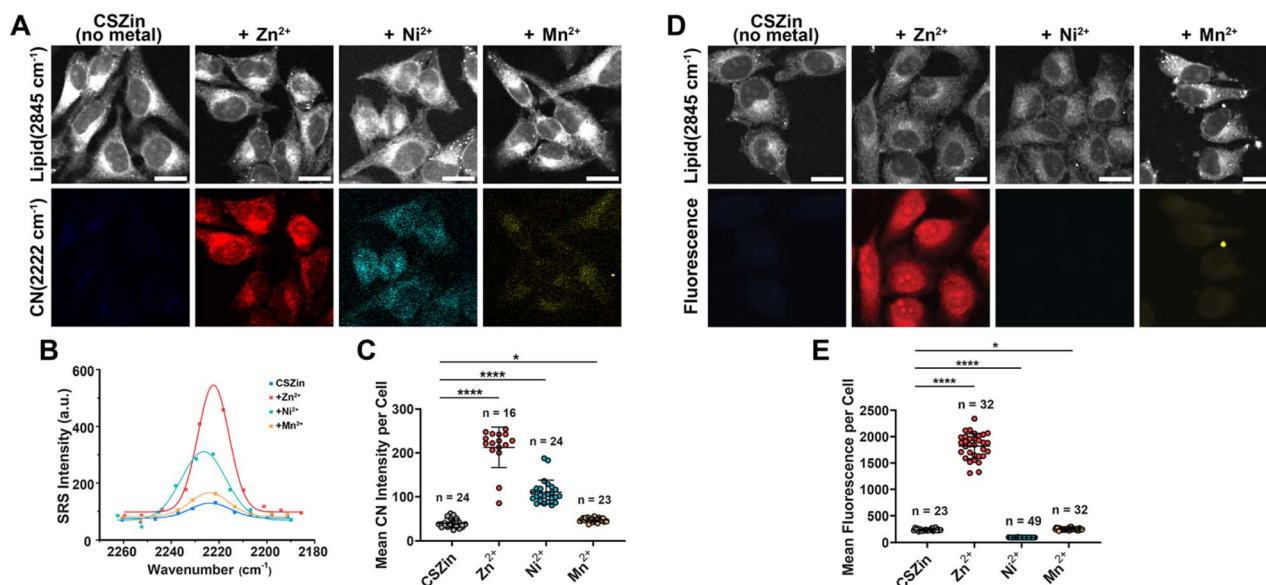 A
CSZin
(no metal)
+ Zn²⁺
+ Ni²⁺
+ Mn²⁺
Lipid(2845 cm⁻¹)
CN(2222 cm⁻¹)
D
CSZin
(no metal)
+ Zn²⁺
+ Ni²⁺
+ Mn²⁺
Lipid(2845 cm⁻¹)
Fluorescence
B
SRS Intensity (a.u.)
600
400
200
100
0
2260
2240
2220
2200
2180
Wavenumber (cm⁻¹)
CSZin
+Zn²⁺
+Ni²⁺
+Mn²⁺
C
Mean CN Intensity per Cell
300
200
100
0
*
****
****
n = 24
n = 16
n = 24
n = 23
CSZin
Zn²⁺
Ni²⁺
Mn²⁺
E
Mean Fluorescence per Cell
2500
2000
1500
1000
500
0
*
****
****
n = 23
n = 32
n = 49
n = 32
CSZin
Zn²⁺
Ni²⁺
Mn²⁺